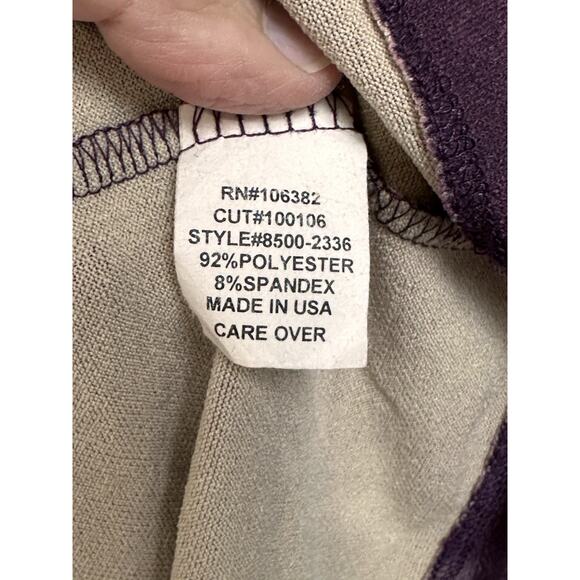 RN#106382
CUT#100106
STYLE#8500-2336
92%POLYESTER
8%SPANDEX
MADE IN USA
CARE OVER